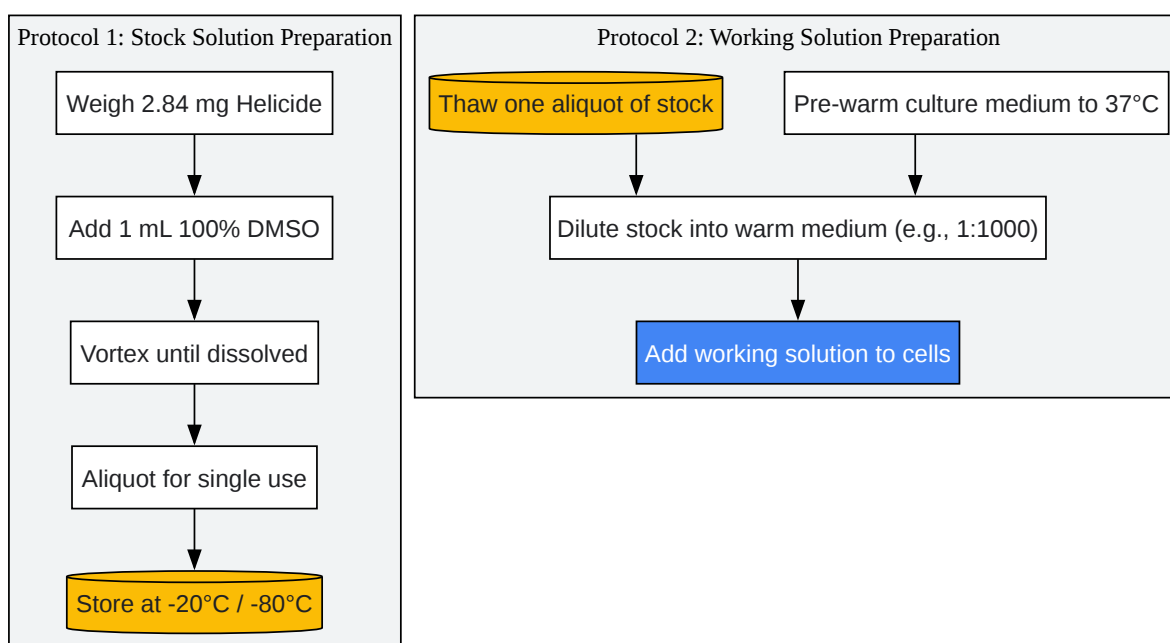 Protocol 1: Stock Solution Preparation
Weigh 2.84 mg Helicide
Add 1 mL 100% DMSO
Vortex until dissolved
Aliquot for single use
Store at -20°C / -80°C
Protocol 2: Working Solution Preparation
Thaw one aliquot of stock
Pre-warm culture medium to 37°C
Dilute stock into warm medium (e.g., 1:1000)
Add working solution to cells